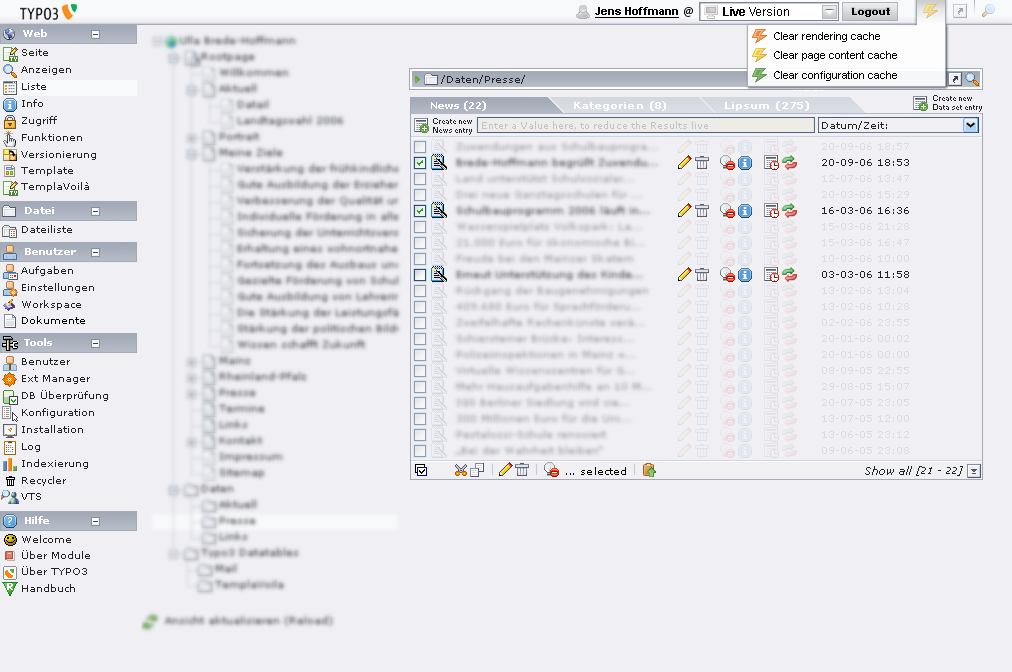 TYPO3
Jens Hoffmann @
Live Version
Logout
Clear rendering cache
Clear page content cache
Clear configuration cache
Web
Seite
Anzeigen
Liste
Info
Zugriff
Funktionen
Versionierung
Template
TemplaVoilà
Datei
Dateiliste
Benutzer
Aufgaben
Einstellungen
Workspace
Dokumente
Tools
Benutzer
Ext Manager
DB Überprüfung
Konfiguration
Installation
Log
Indexierung
Recycler
VTS
Hilfe
Welcome
Über Module
Über TYPO3
Handbuch
Ulla Brede-Hoffmann
Rootpage
Willkommen
Aktuell
Detail
Landtagswahl 2006
Portrait
Meine Ziele
Verstärkung der frühkindlichen
Gute Ausbildung der Erzieher
Verbesserung der Qualität un
Individuelle Förderung in alle
Sicherung der Unterrichtsvers
Erhaltung eines wohnortnahe
Fortsetzung des Ausbaus und
Gezielte Förderung von Schul
Gute Ausbildung von Lehrerin
Die Stärkung der Leistungsfä
Stärkung der politischen Bild
Wissen schafft Zukunft
Mainz
Rheinland-Pfalz
Presse
Termine
Links
Kontakt
Impressum
Sitemap
Daten
Aktuell
Presse
Links
Typo3 Datatables
Mail
TemplaVoila
Ansicht aktualisieren (Reload)
/Daten/Presse/
News (22)
Kategorien (8)
Lipsum (275)
Create new
Data set entry
Create new
News entry
Enter a Value here, to reduce the Results live
Datum/Zeit:
Zuwendungen aus Schulbauprogra... 20-09-06 18:57
Brede-Hoffmann begrüßt Zuwendu... 20-09-06 18:53
Land unterstützt Schulsozialar... 12-07-06 13:47
Drei neue Ganztagsschulen für ... 20-03-06 15:29
Schulbauprogramm 2006 läuft in... 16-03-06 16:36
Wasserspielplatz Volkspark: La... 15-03-06 21:28
21.000 Euro für ökonomische Bi... 15-03-06 16:47
Freude bei den Mainzer Skatern 10-03-06 9:00
Erneut Unterstützung des Kinde... 03-03-06 11:58
Rückgang der Baugenehmigungen 13-02-06 13:04
409.680 Euro für Sprachförderu... 13-02-06 10:28
Zweifelhafte Rechenkünste verä... 02-02-06 23:55
Schiersteiner Brücke: Interess... 20-01-06 00:02
Polizeiinspektionen in Mainz w... 20-01-06 00:00
Virtuelle Wissenszentren für G... 08-09-05 22:55
Mehr Hausaufgabenhilfe an 10 M... 29-08-05 15:07
IGS Berliner Siedlung wird vie... 20-07-05 23:05
300 Millionen Euro für die Uni... 13-07-05 12:00
Pestalozzi-Schule renoviert 13-06-05 23:12
„Bei der Wahrheit bleiben" 09-06-05 23:08
... selected
Show all [21 - 22]